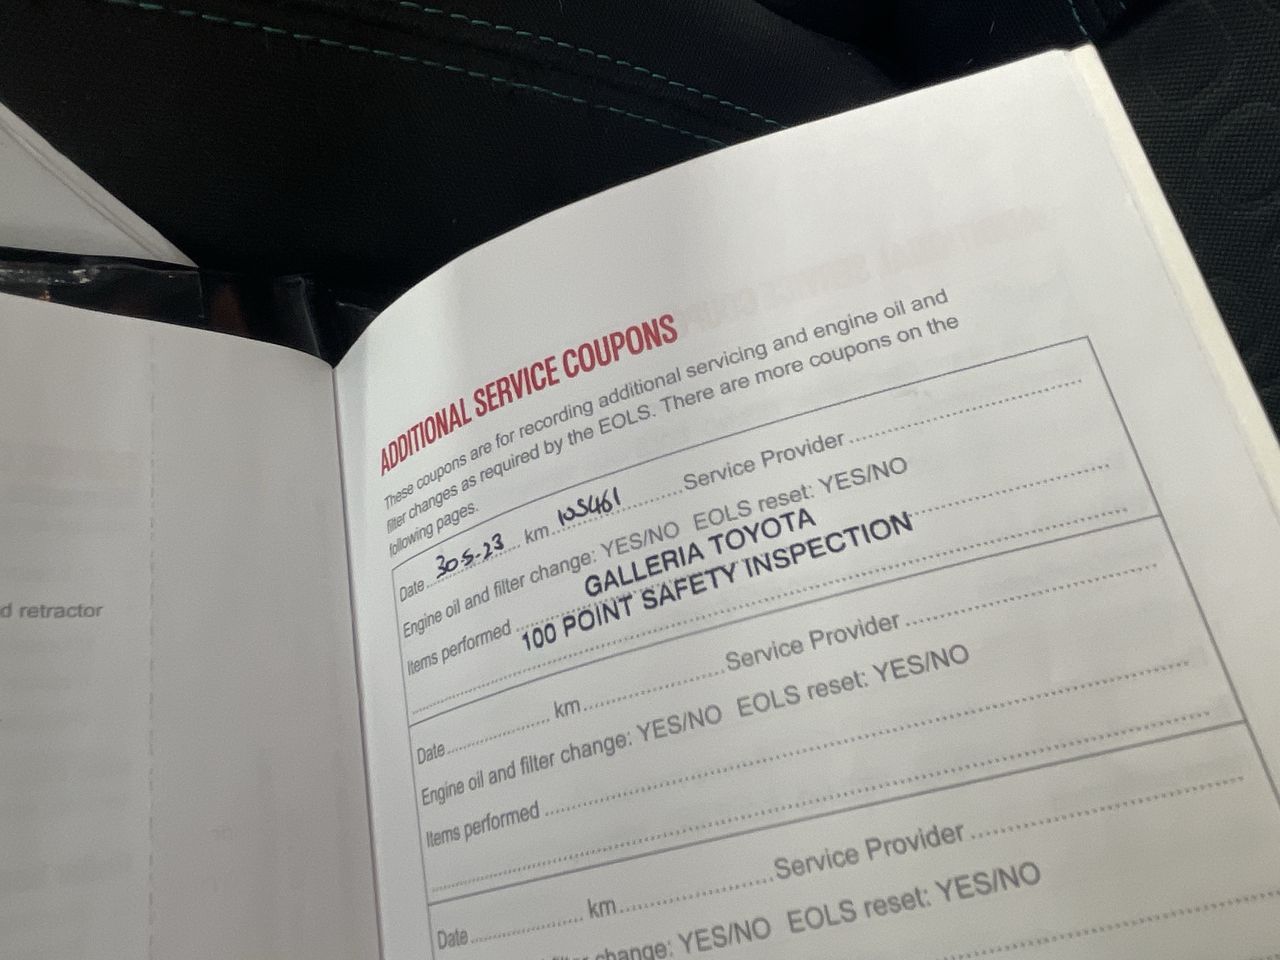 d retractor
ADDITIONAL SERVICE COUPONS
These coupons are for recording additional servicing and engine oil and
filter changes as required by the EOLS. There are more coupons on the
following pages.
Date 30-5-23 km 105461 Service Provider
Engine oil and filter change: YES/NO EOLS reset: YES/NO
GALLERIA TOYOTA
Items performed
100 POINT SAFETY INSPECTION
Date km Service Provider
Engine oil and filter change: YES/NO EOLS reset: YES/NO
Items performed
Date km Service Provider
change: YES/NO EOLS reset: YES/NO